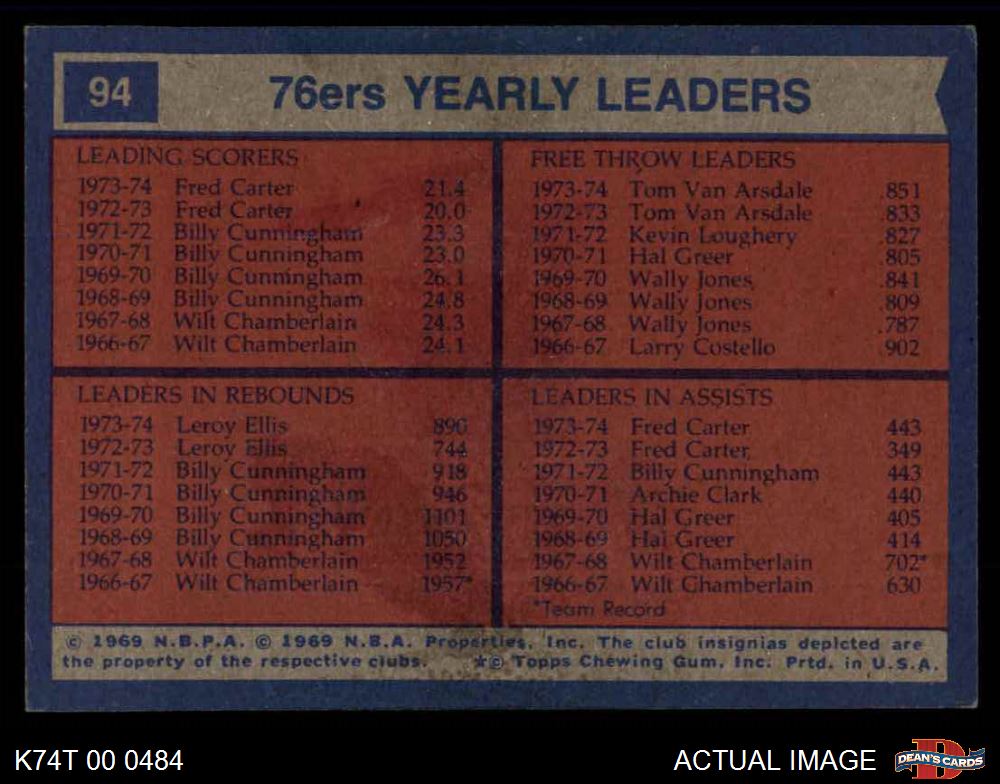 94
76ers YEARLY LEADERS
LEADING SCORERS
1973-74 Fred Carter 21.4
1972-73 Fred Carter 20.0
1971-72 Billy Cunningham 23.3
1970-71 Billy Cunningham 23.0
1969-70 Billy Cunningham 26.1
1968-69 Billy Cunningham 24.8
1967-68 Wilt Chamberlain 24.3
1966-67 Wilt Chamberlain 24.1
FREE THROW LEADERS
1973-74 Tom Van Arsdale .851
1972-73 Tom Van Arsdale .833
1971-72 Kevin Loughery .827
1970-71 Hal Greer .805
1969-70 Wally Jones .841
1968-69 Wally Jones .809
1967-68 Wally Jones .787
1966-67 Larry Costello .902
LEADERS IN REBOUNDS
1973-74 Leroy Ellis 890
1972-73 Leroy Ellis 744
1971-72 Billy Cunningham 918
1970-71 Billy Cunningham 946
1969-70 Billy Cunningham 1101
1968-69 Billy Cunningham 1050
1967-68 Wilt Chamberlain 1952
1966-67 Wilt Chamberlain 1957*
LEADERS IN ASSISTS
1973-74 Fred Carter 443
1972-73 Fred Carter 349
1971-72 Billy Cunningham 443
1970-71 Archie Clark 440
1969-70 Hal Greer 405
1968-69 Hal Greer 414
1967-68 Wilt Chamberlain 702*
1966-67 Wilt Chamberlain 630
*Team Record
© 1969 N.B.P.A. © 1969 N.B.A. Properties, Inc. The club insignias depicted are
the property of the respective clubs. ★© Topps Chewing Gum, Inc. Prtd. in U.S.A.
K74T 00 0484
ACTUAL IMAGE
D
DEAN'S CARDS